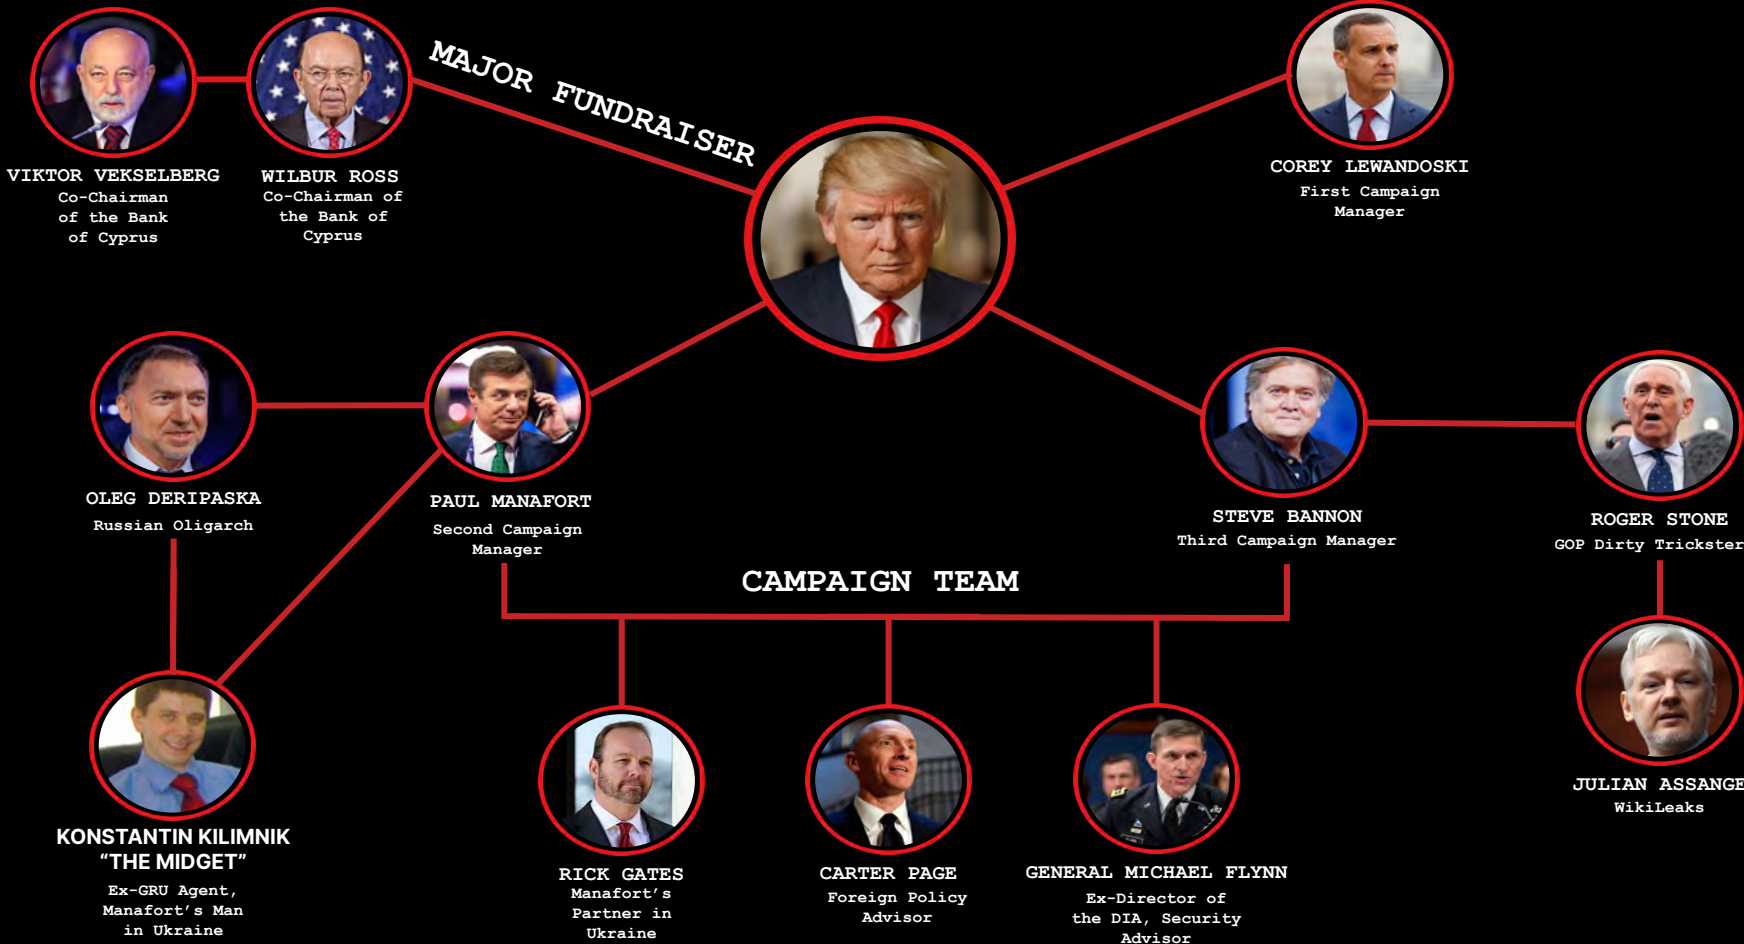 MAJOR FUNDRAISER
VIKTOR VEKSELBERG
Co-Chairman
of the Bank
of Cyprus
WILBUR ROSS
Co-Chairman of
the Bank of
Cyprus
COREY LEWANDOSKI
First Campaign
Manager
OLEG DERIPASKA
Russian Oligarch
PAUL MANAFORT
Second Campaign
Manager
STEVE BANNON
Third Campaign Manager
ROGER STONE
GOP Dirty Trickster
CAMPAIGN TEAM
JULIAN ASSANGE
WikiLeaks
KONSTANTIN KILIMNIK
“THE MIDGET”
Ex-GRU Agent,
Manafort’s Man
in Ukraine
RICK GATES
Manafort’s
Partner in
Ukraine
CARTER PAGE
Foreign Policy
Advisor
GENERAL MICHAEL FLYNN
Ex-Director of
the DIA, Security
Advisor